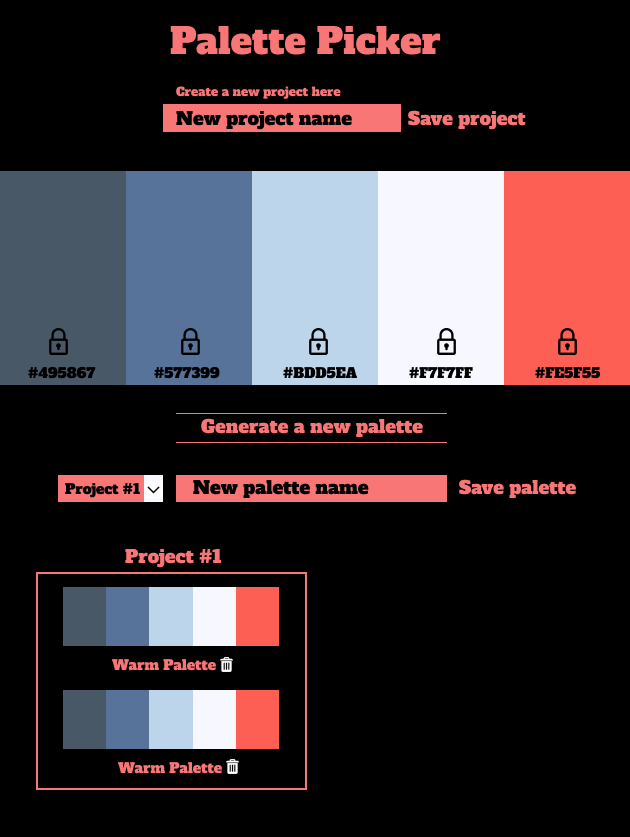 Palette Picker
Create a new project here
New project name Save project
#495867 #577399 #BDD5EA #F7F7FF #FE5F55
Generate a new palette
Project #1 New palette name Save palette
Project #1
Warm Palette
Warm Palette